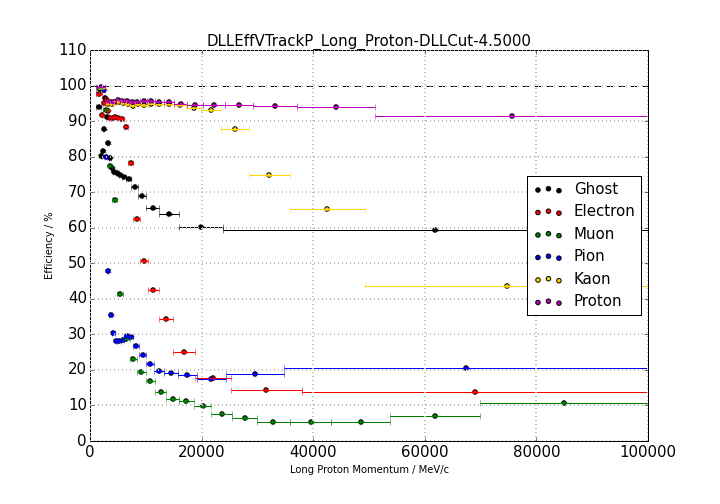 DLLEffVTrackP_Long_Proton-DLLCut-4.5000
110
100
90
80
70
60
50
40
30
20
10
0
Efficiency / %
Ghost
Electron
Muon
Pion
Kaon
Proton
0 20000 40000 60000 80000 100000
Long Proton Momentum / MeV/c